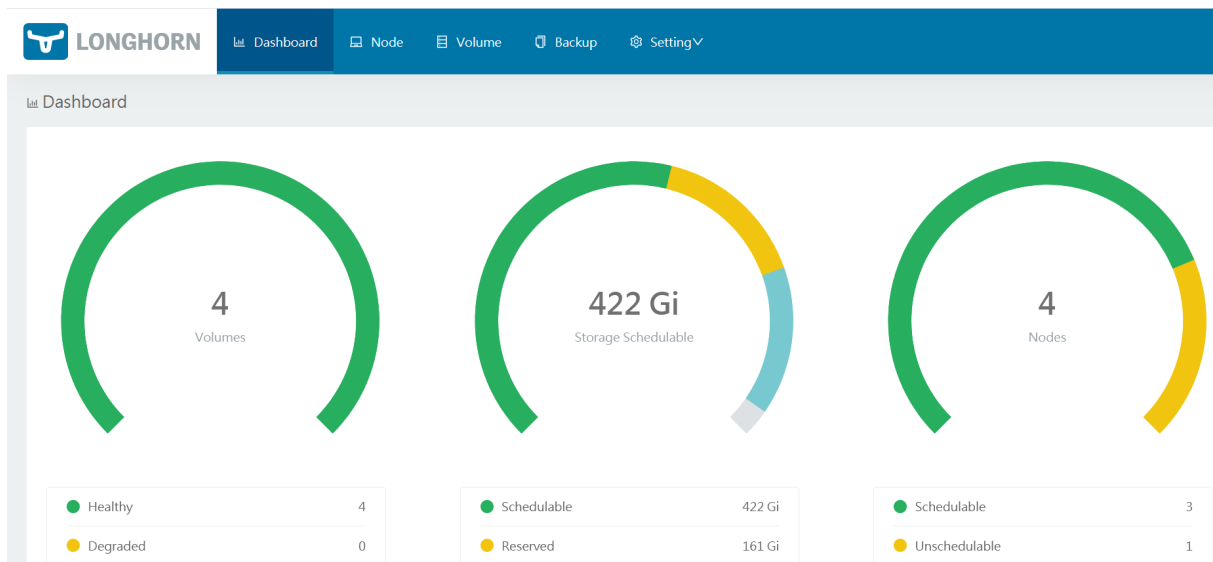 LONGHORN Dashboard Node Volume Backup Setting
Dashboard
4
Volumes
422 Gi
Storage Schedulable
4
Nodes
Healthy 4
Degraded 0
Schedulable 422 Gi
Reserved 161 Gi
Schedulable 3
Unschedulable 1